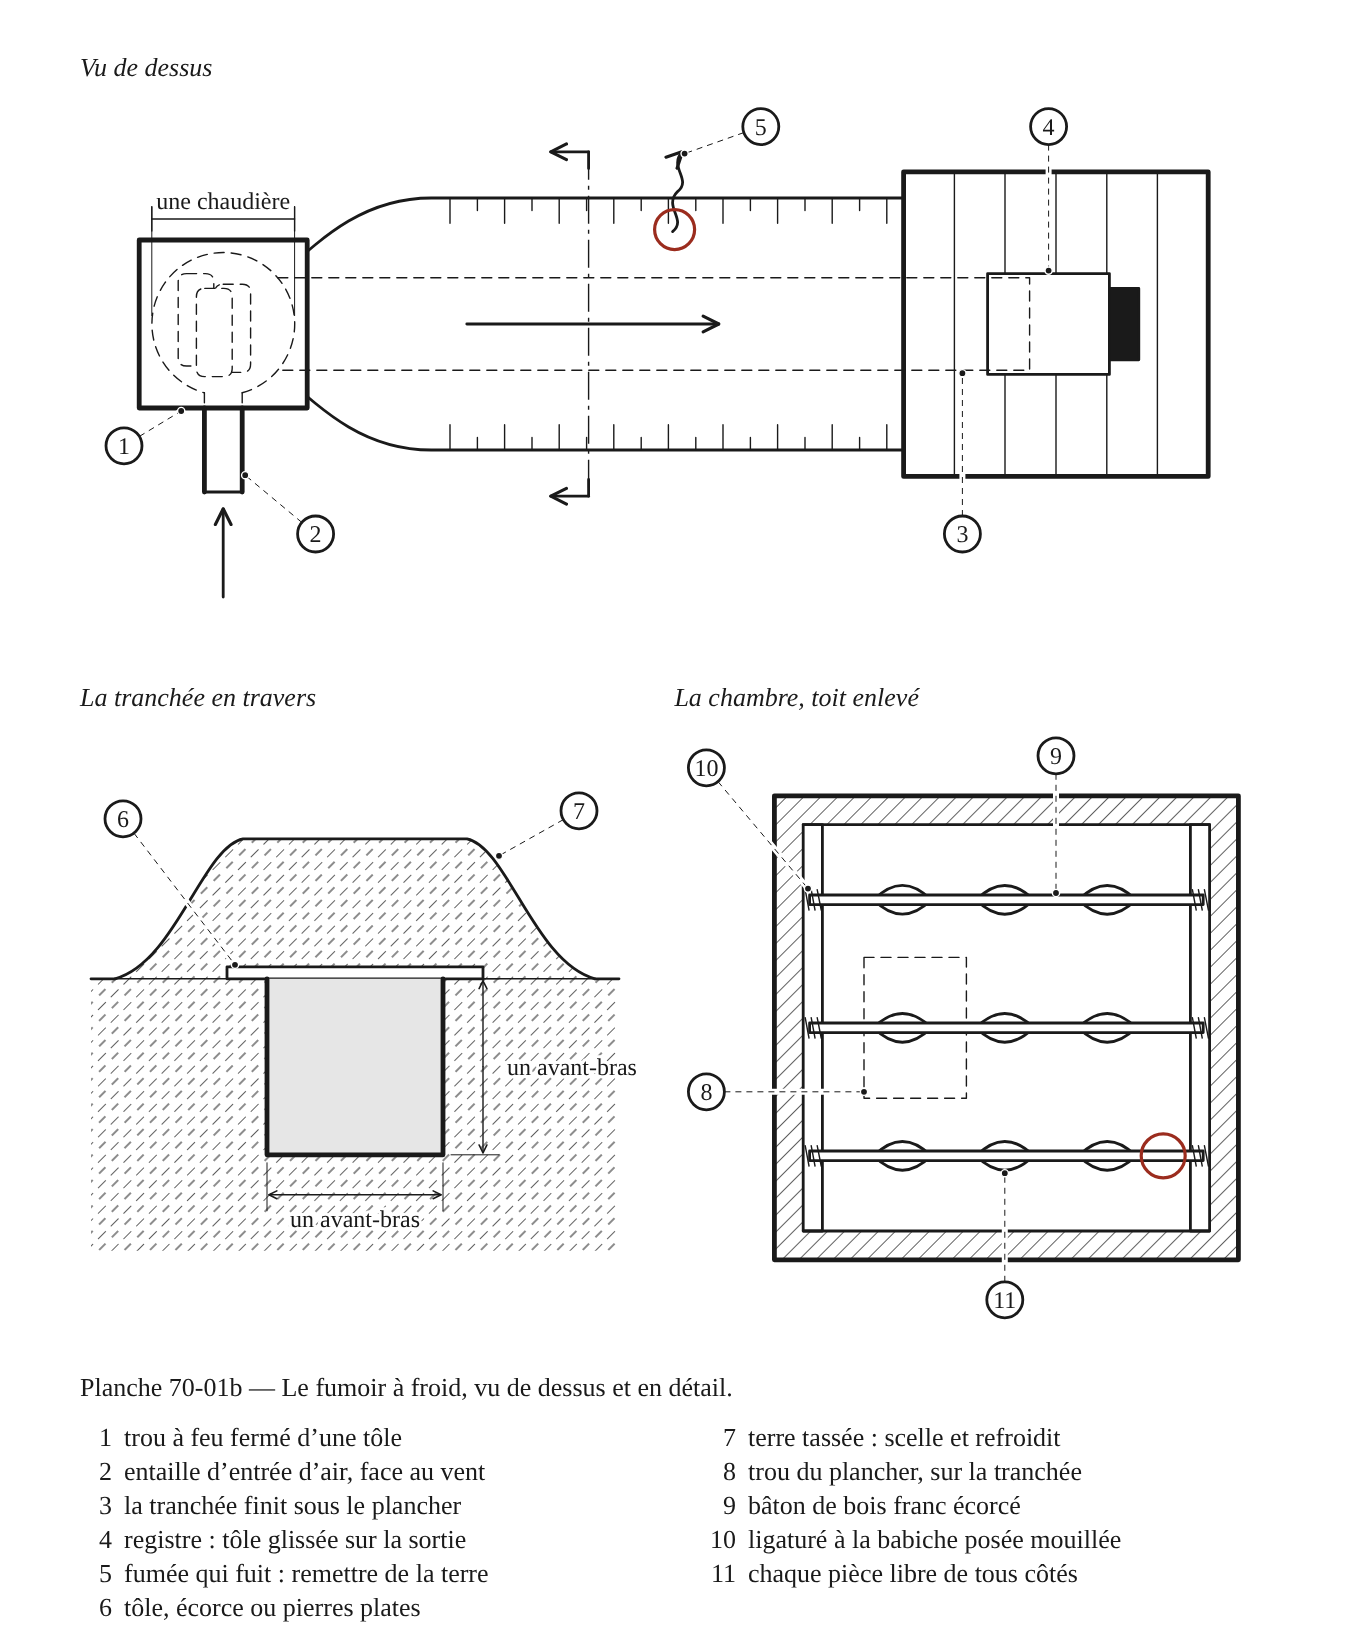 Vu de dessus
5
4
une chaudière
1
2
3
La tranchée en travers
La chambre, toit enlevé
9
10
7
6
un avant-bras
8
un avant-bras
11
Planche 70-01b — Le fumoir à froid, vu de dessus et en détail.
1 trou à feu fermé d’une tôle
2 entaille d’entrée d’air, face au vent
3 la tranchée finit sous le plancher
4 registre : tôle glissée sur la sortie
5 fumée qui fuit : remettre de la terre
6 tôle, écorce ou pierres plates
7 terre tassée : scelle et refroidit
8 trou du plancher, sur la tranchée
9 bâton de bois franc écorcé
10 ligaturé à la babiche posée mouillée
11 chaque pièce libre de tous côtés